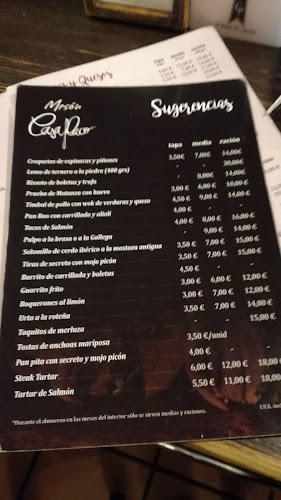 Mesón
Casa Paco
Sugerencias
tapa media ración
Croquetas de espinacas y piñones 3,50€ 7,00€ 14,00€
Lomo de ternero a la piedra (400 grs) - - 20,00€
Rissoto de boletus y trufa - 8,00€ 14,00€
Prueba de Matanza con huevo 3,00 € 6,00 € 10,00 €
Timbal de pollo con wok de verduras y queso 4,50 € 9,00 € 14,00€
Pan Bao con carrillada y alioli 4,00 € -
Tacos de Salmón 4,00 € 8,00 € 16,00 €
Pulpo a la brasa o a la Gallega - 9,00 € 14,00 €
Solomillo de cerdo ibérico a la mostaza antigua 3,50 € 7,00 € 15,00 €
Tiras de secreto con mojo picón 3,50 € 7,00 € 15,00 €
Burrito de carrillada y boletus 4,50 € -
Guarrito frito 3,00 € 6,00 € 12,00 €
Boquerones al limón 3,00 € 6,00 € 12,00 €
Urta a la roteña 3,50 € 7,00 € 14,00 €
Taquitos de merluza - - 15,00 €
Tostas de anchoas mariposa 3,50 €/unid
Pan pita con secreto y mojo picón 4,00 € -
Steak Tartar 6,00 € 12,00 € 18,00
Tartar de Salmón 5,50 € 11,00 € 18,00
*Durante el almuerzo en las mesas del interior sólo se sirven medias y raciones.
I.V.A. inc